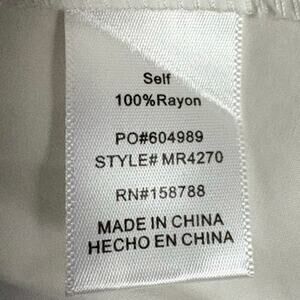 Self
100%Rayon
PO#604989
STYLE# MR4270
RN#158788
MADE IN CHINA
HECHO EN CHINA